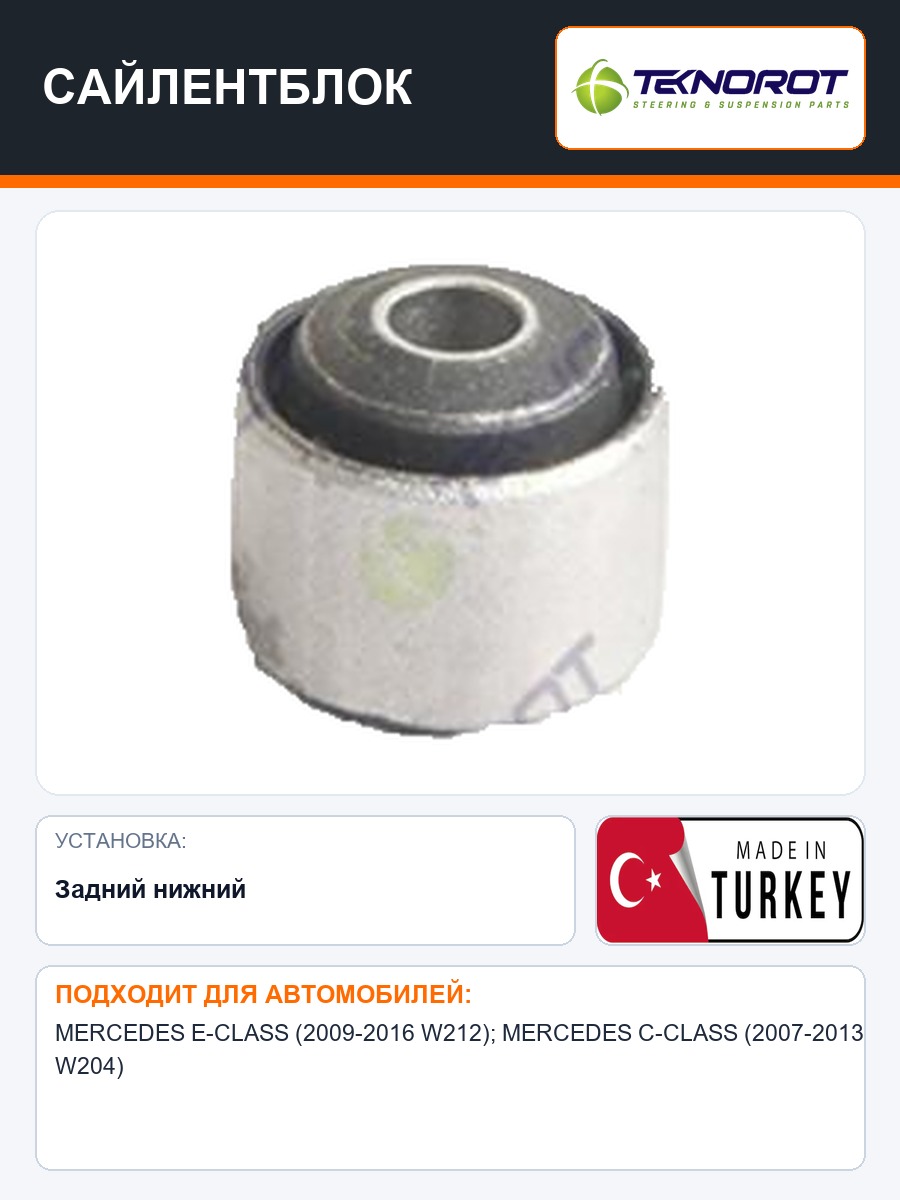 САЙЛЕНТБЛОК
TEKNOROT
STEERING & SUSPENSION PARTS
УСТАНОВКА:
Задний нижний
MADE IN
TURKEY
ПОДХОДИТ ДЛЯ АВТОМОБИЛЕЙ:
MERCEDES E-CLASS (2009-2016 W212); MERCEDES C-CLASS (2007-2013
W204)